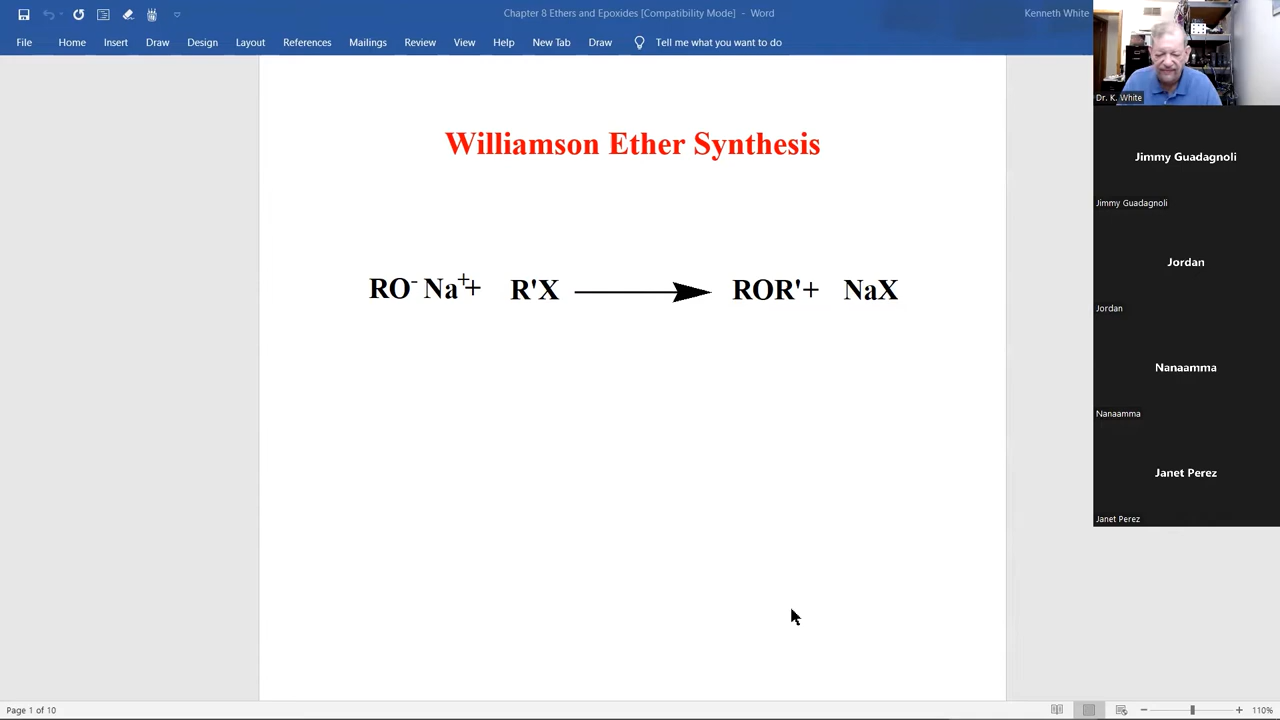 Chapter 8 Ethers and Epoxides [Compatibility Mode] - Word
Kenneth White
File Home Insert Draw Design Layout References Mailings Review View Help New Tab Draw Tell me what you want to do
Dr. K. White
Williamson Ether Synthesis
RO⁻ Na⁺ + R'X ⟶ ROR' + NaX
Jimmy Guadagnoli
Jimmy Guadagnoli
Jordan
Jordan
Nanaamma
Nanaamma
Janet Perez
Janet Perez
Page 1 of 10
110%